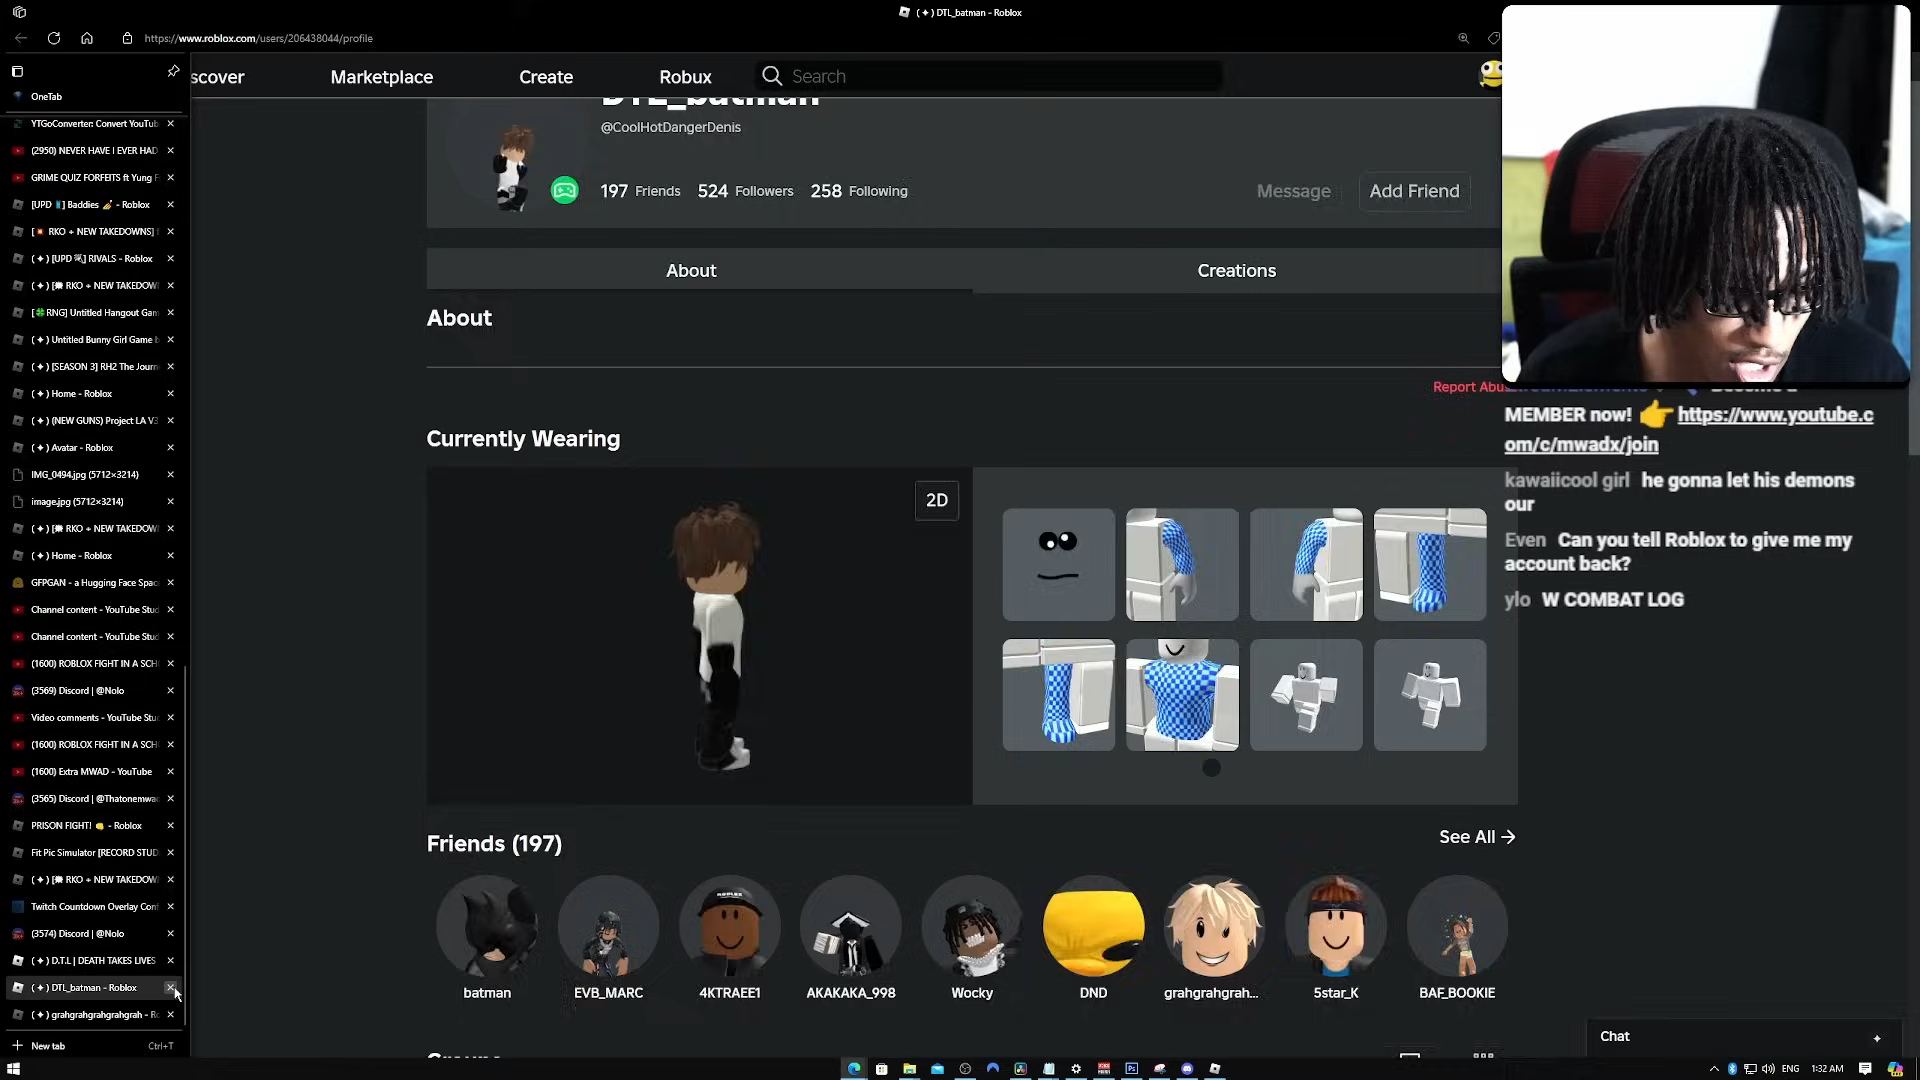 ( ✦ ) DTL_batman - Roblox
https://www.roblox.com/users/206438044/profile
scover
Marketplace
Create
Robux
Search
OneTab
YTGoConverter: Convert YouTub
(2950) NEVER HAVE I EVER HAD
GRIME QUIZ FORFEITS ft Yung F
[UPD 🧵] Baddies 💅 - Roblox
[💥 RKO + NEW TAKEDOWNS] f
( ✦ ) [UPD 🛠️] RIVALS - Roblox
( ✦ ) [💥 RKO + NEW TAKEDOW
[🍀RNG] Untitled Hangout Gam
( ✦ ) Untitled Bunny Girl Game b
( ✦ ) [SEASON 3] RH2 The Journ
( ✦ ) Home - Roblox
( ✦ ) (NEW GUNS) Project LA V3
( ✦ ) Avatar - Roblox
IMG_0494.jpg (5712×3214)
image.jpg (5712×3214)
( ✦ ) [💥 RKO + NEW TAKEDOW
( ✦ ) Home - Roblox
GFPGAN - a Hugging Face Spac
Channel content - YouTube Stud
Channel content - YouTube Stud
(1600) ROBLOX FIGHT IN A SCH
(3569) Discord | @Nolo
Video comments - YouTube Stu
(1600) ROBLOX FIGHT IN A SCH
(1600) Extra MWAD - YouTube
(3565) Discord | @Thatonemwa
PRISON FIGHT! 👊 - Roblox
Fit Pic Simulator [RECORD STUD
( ✦ ) [💥 RKO + NEW TAKEDOW
Twitch Countdown Overlay Con
(3574) Discord | @Nolo
( ✦ ) D.T.L | DEATH TAKES LIVES
( ✦ ) DTL_batman - Roblox
( ✦ ) grahgrahgrahgrahgrah - Ro
New tab Ctrl+T
DTL_batman
@CoolHotDangerDenis
197 Friends 524 Followers 258 Following
Message
Add Friend
About
Creations
About
Report Abus
Currently Wearing
2D
Friends (197)
See All →
batman
EVB_MARC
4KTRAEE1
AKAKAKA_998
Wocky
DND
grahgrahgrah...
5star_K
BAF_BOOKIE
MEMBER now! 👉 https://www.youtube.c
om/c/mwadx/join
kawaiicool girl he gonna let his demons
our
Even Can you tell Roblox to give me my
account back?
ylo W COMBAT LOG
Chat
ENG 1:32 AM